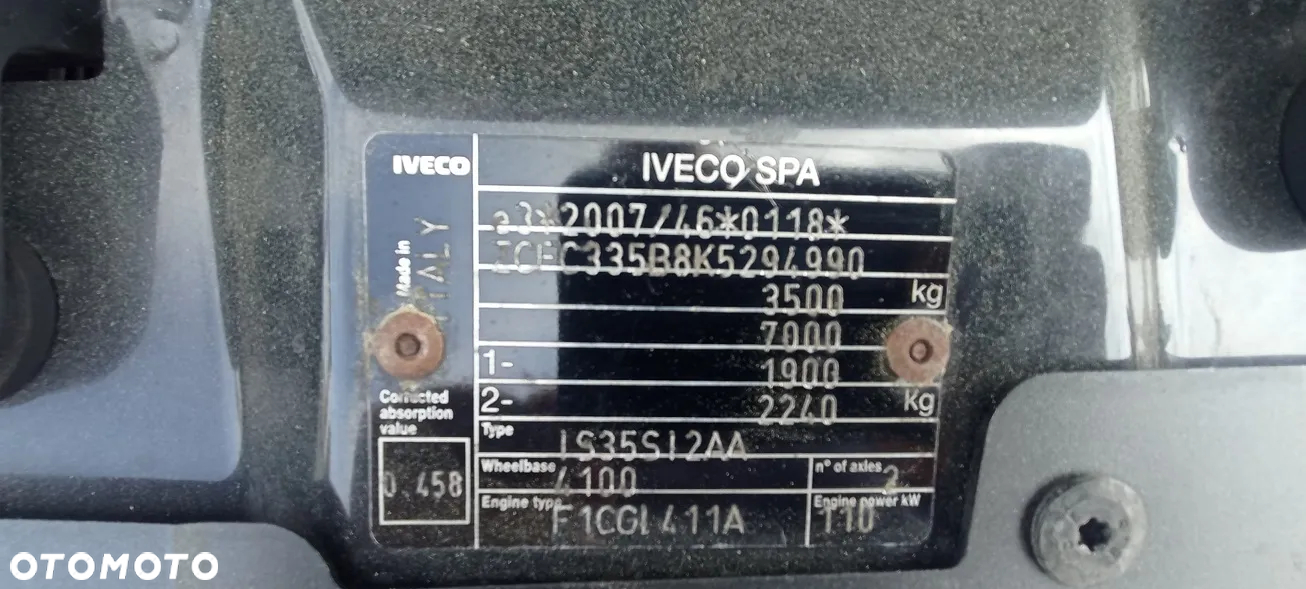 IVECO
IVECO SPA
Made in
ITALY
e3*2007/46*0118*
ZCFC335B8K5294990
3500 kg
7000
1- 1900
2- 2240 kg
Type IS35SI2AA
Wheelbase 4100
n° of axles 2
Engine type F1CGL411A
Engine power kW 110
Corrected
absorption
value
0.458
OTOMOTO